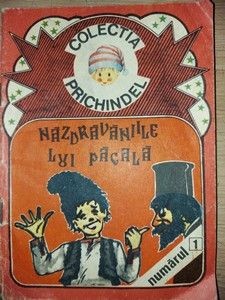 COLECTIA
PRICHINDEL
NAZDRAVANIILE
LUI PACALA
numărul 1